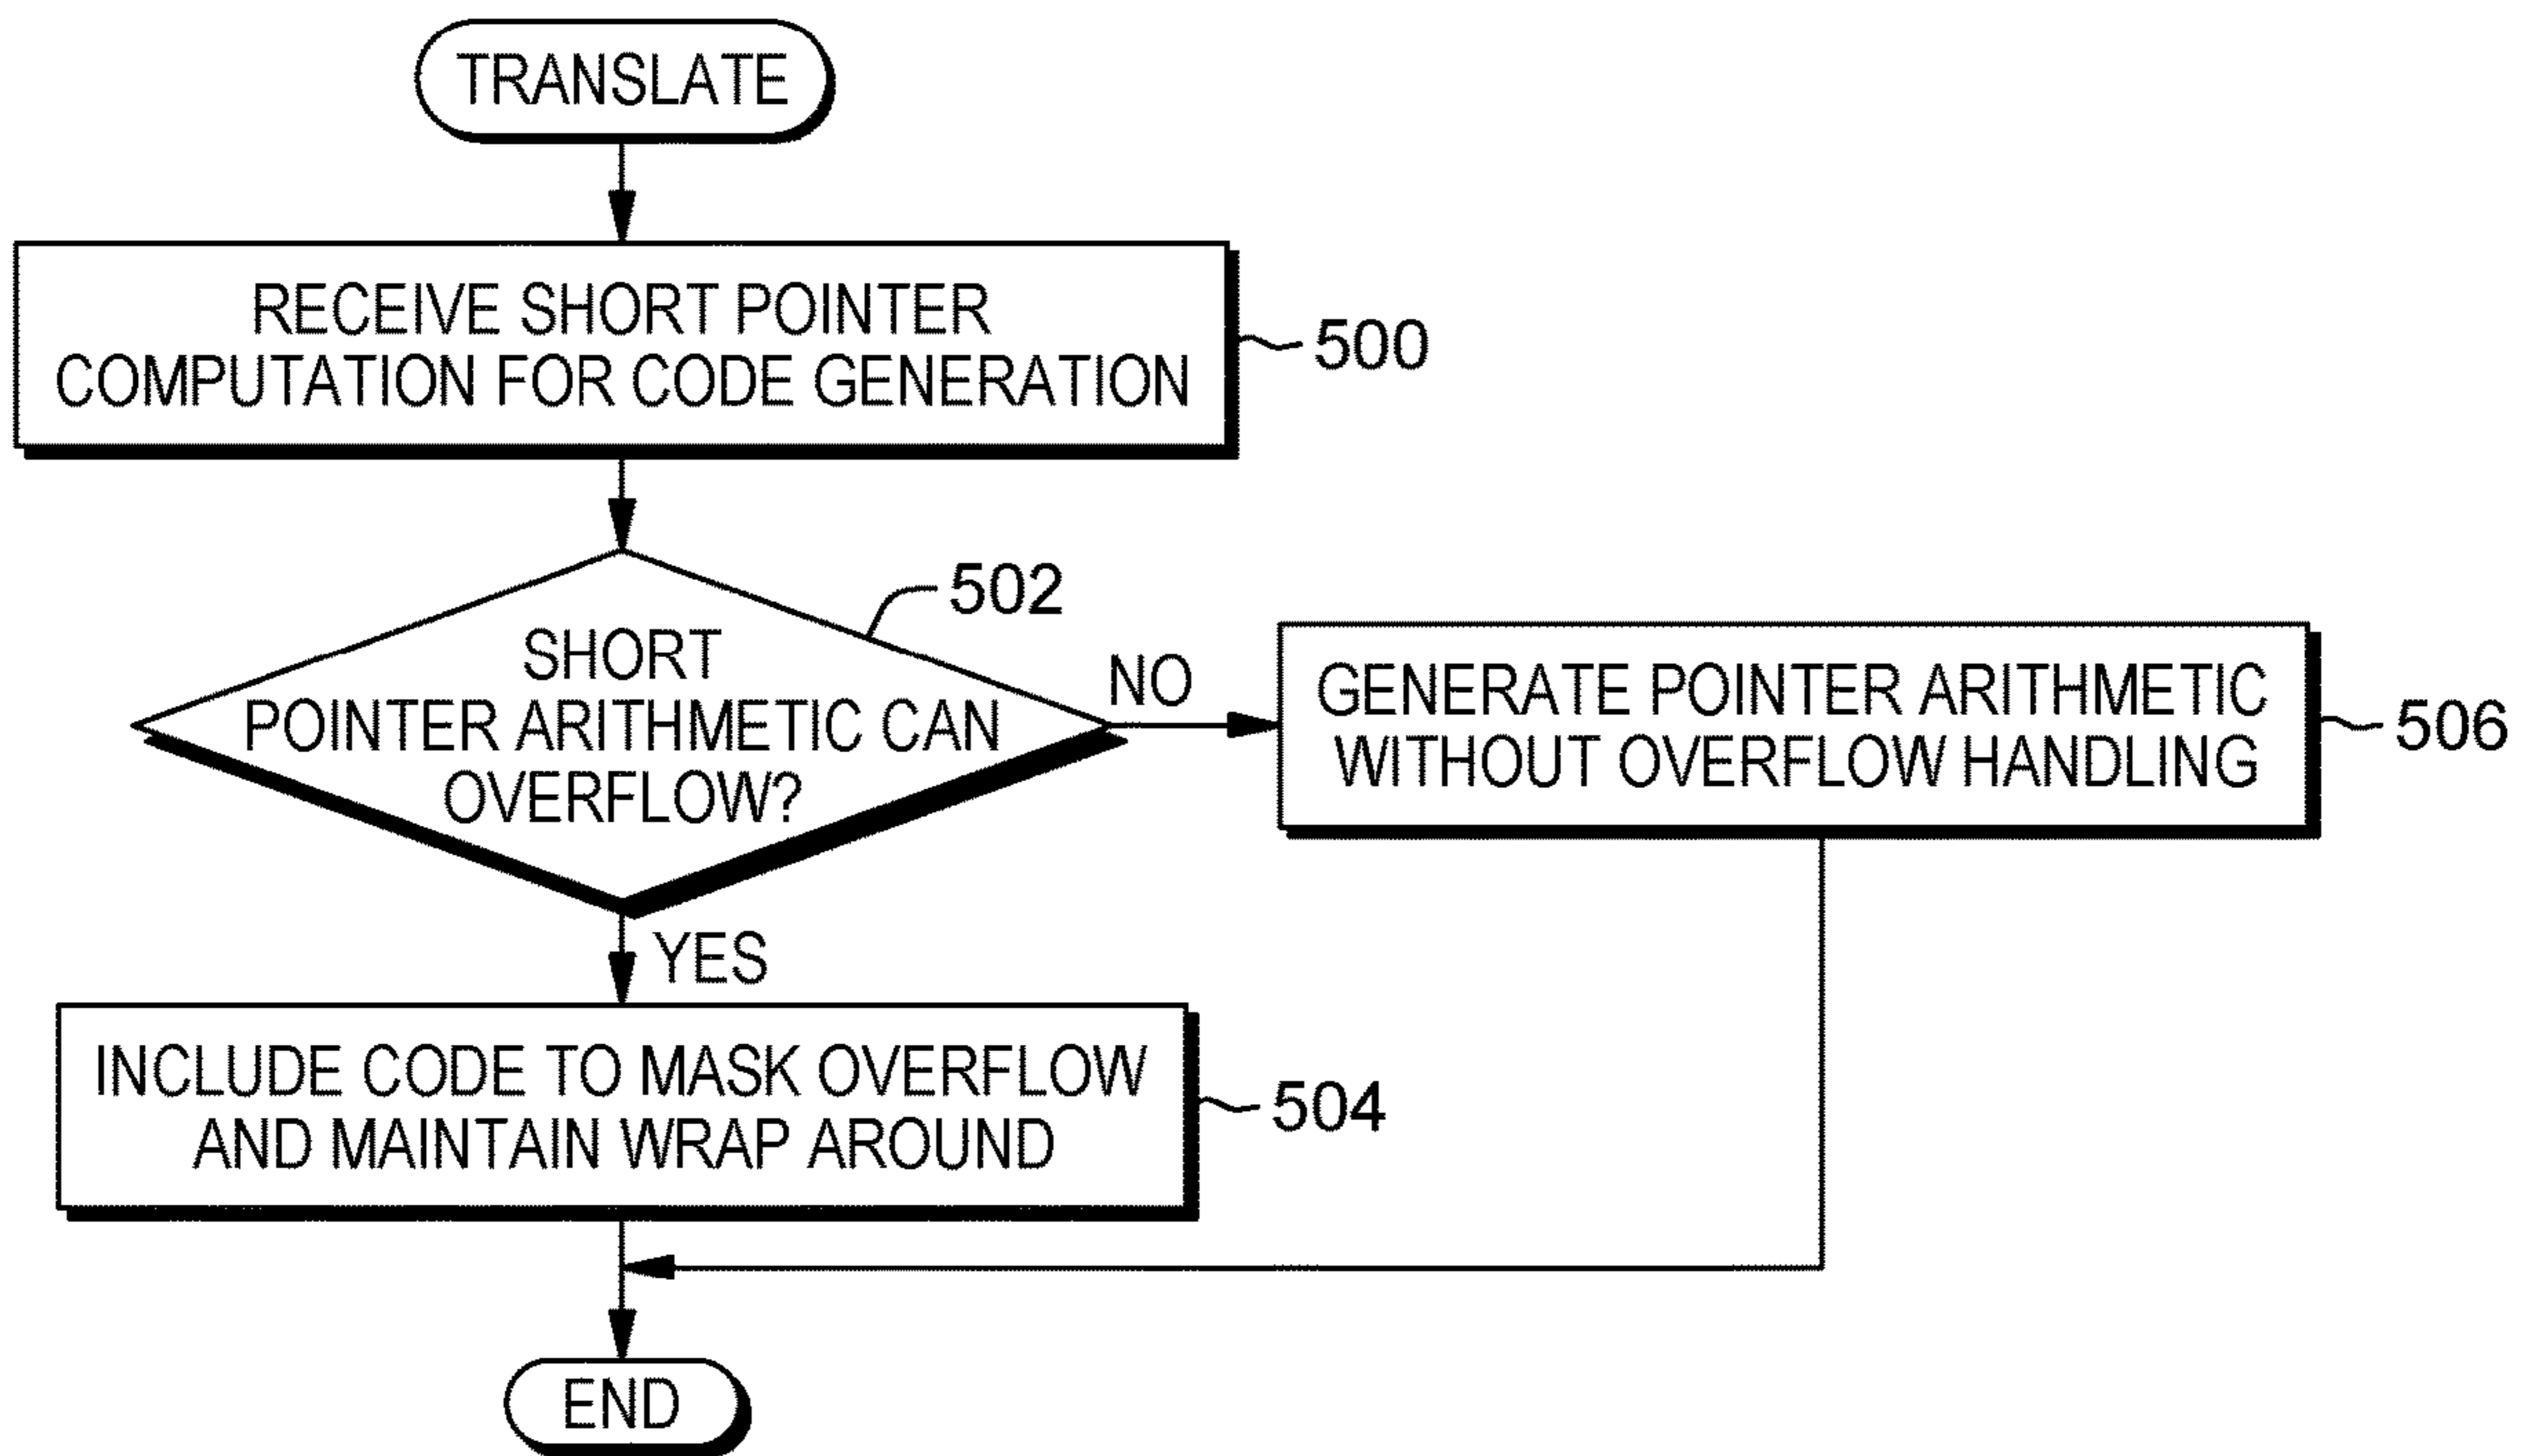 TRANSLATE
RECEIVE SHORT POINTER
COMPUTATION FOR CODE GENERATION
500
502
SHORT
POINTER ARITHMETIC CAN
OVERFLOW?
NO
GENERATE POINTER ARITHMETIC
WITHOUT OVERFLOW HANDLING
506
YES
INCLUDE CODE TO MASK OVERFLOW
AND MAINTAIN WRAP AROUND
504
END